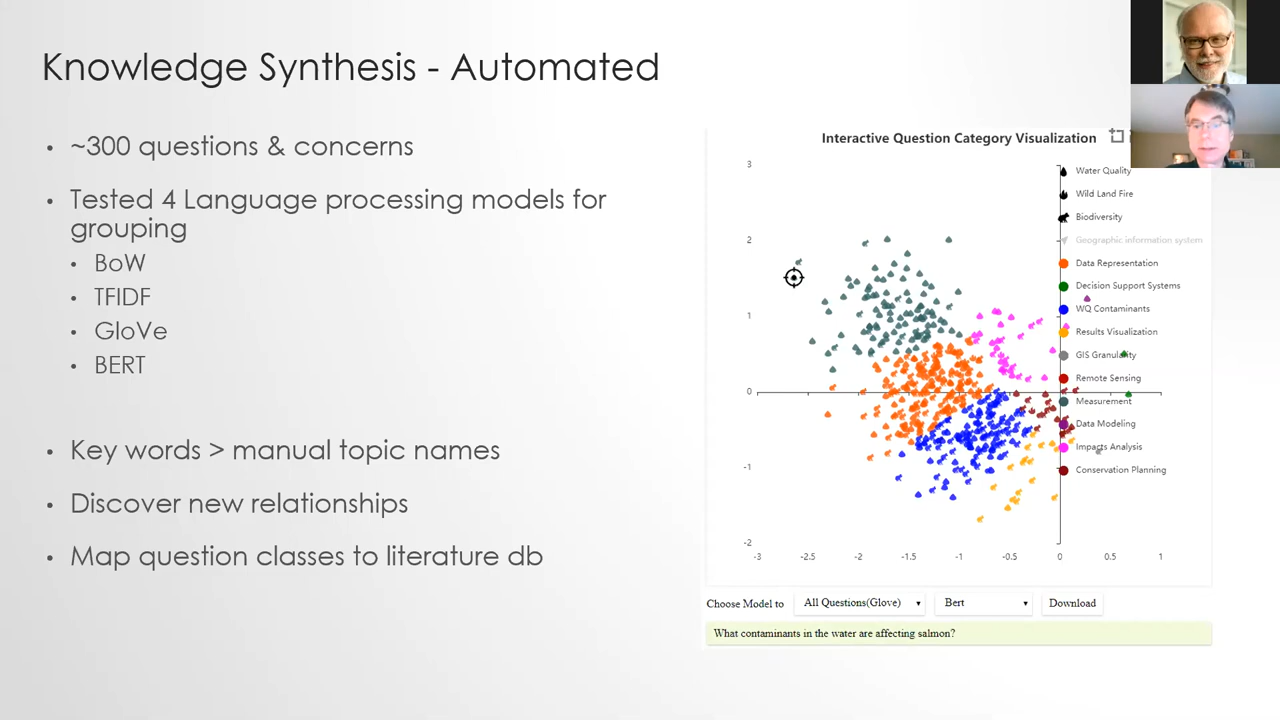 Knowledge Synthesis - Automated
~300 questions & concerns
Tested 4 Language processing models for
grouping
BoW
TFIDF
GloVe
BERT
Key words > manual topic names
Discover new relationships
Map question classes to literature db
Interactive Question Category Visualization
3
2
1
0
-1
-2
-3
-2.5
-2
-1.5
-1
-0.5
0
0.5
1
Water Quality
Wild Land Fire
Biodiversity
Geographic information system
Data Representation
Decision Support Systems
WQ Contaminants
Results Visualization
GIS Granularity
Remote Sensing
Measurement
Data Modeling
Impacts Analysis
Conservation Planning
Choose Model to All Questions(Glove) Bert Download
What contaminants in the water are affecting salmon?